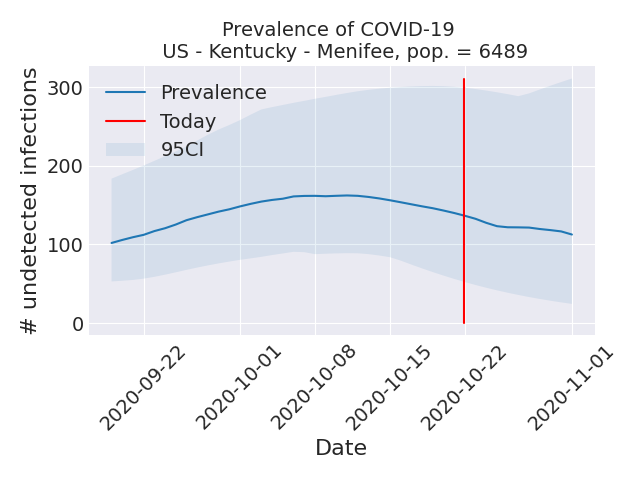 Prevalence of COVID-19
US - Kentucky - Menifee, pop. = 6489
# undetected infections
300
200
100
0
Prevalence
Today
95CI
2020-09-22
2020-10-01
2020-10-08
2020-10-15
2020-10-22
2020-11-01
Date